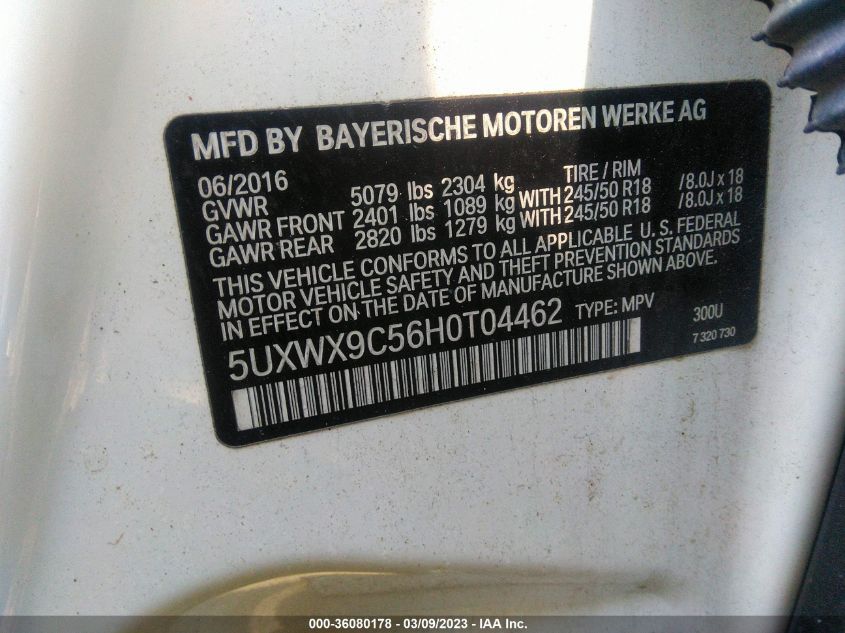 MFD BY BAYERISCHE MOTOREN WERKE AG
06/2016 TIRE / RIM
GVWR 5079 lbs 2304 kg
GAWR FRONT 2401 lbs 1089 kg WITH 245/50 R18 /8.0J x 18
GAWR REAR 2820 lbs 1279 kg WITH 245/50 R18 /8.0J x 18
THIS VEHICLE CONFORMS TO ALL APPLICABLE U. S. FEDERAL
MOTOR VEHICLE SAFETY AND THEFT PREVENTION STANDARDS
IN EFFECT ON THE DATE OF MANUFACTURE SHOWN ABOVE.
5UXWX9C56H0T04462 TYPE: MPV 300U
7 320 730
000-36080178 - 03/09/2023 - IAA Inc.